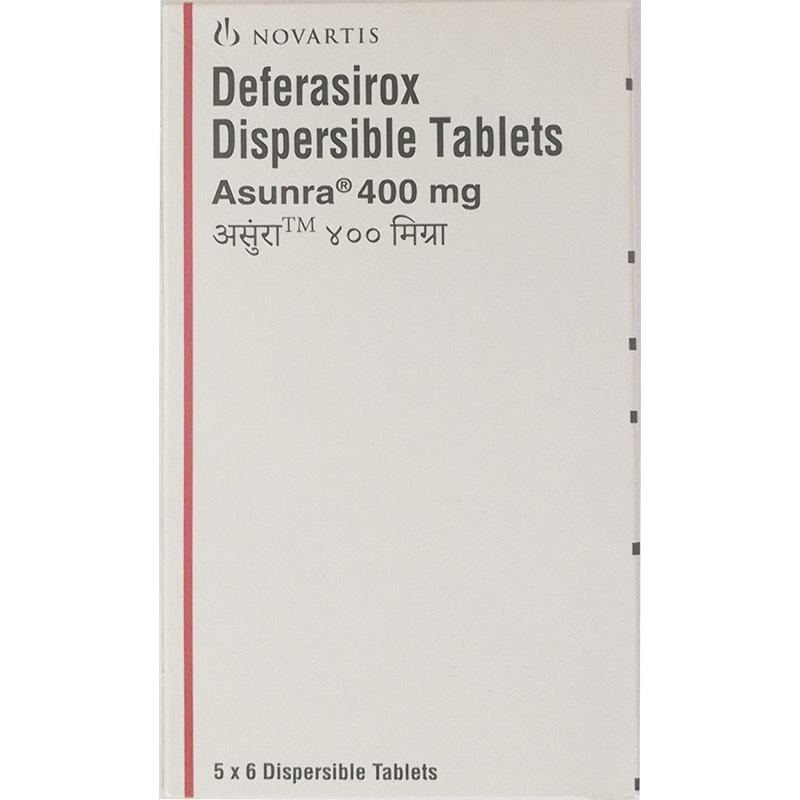 NOVARTIS
Deferasirox
Dispersible Tablets
Asunra® 400 mg
असुंरा™ ४०० मिग्रा
5 x 6 Dispersible Tablets